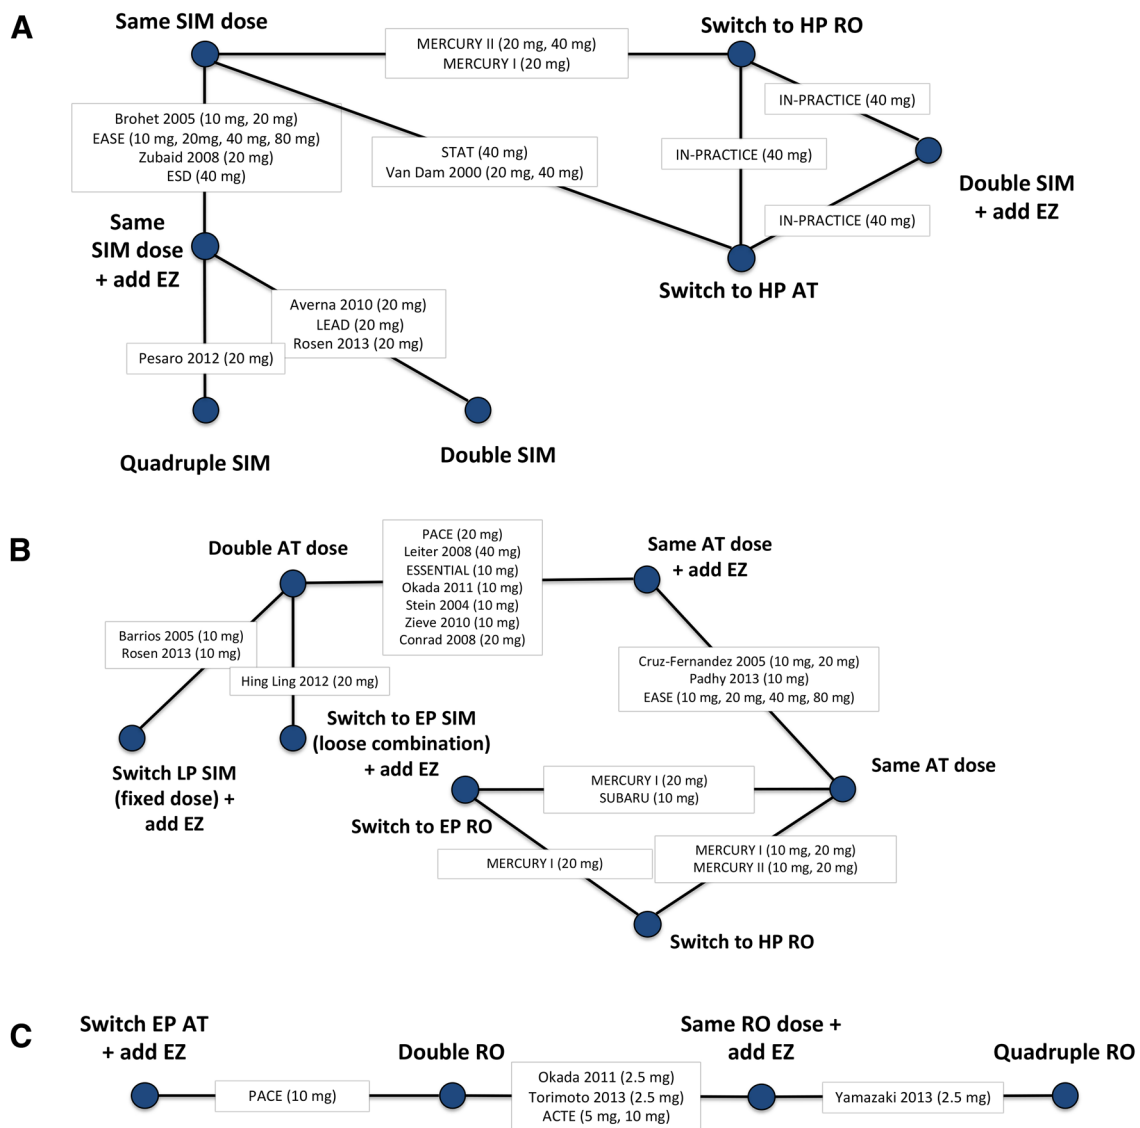 A
Same SIM dose
Switch to HP RO
MERCURY II (20 mg, 40 mg)
MERCURY I (20 mg)
IN-PRACTICE (40 mg)
Brohet 2005 (10 mg, 20 mg)
EASE (10 mg, 20mg, 40 mg, 80 mg)
Zubaid 2008 (20 mg)
ESD (40 mg)
STAT (40 mg)
Van Dam 2000 (20 mg, 40 mg)
IN-PRACTICE (40 mg)
Double SIM
+ add EZ
IN-PRACTICE (40 mg)
Same
SIM dose
+ add EZ
Switch to HP AT
Averna 2010 (20 mg)
LEAD (20 mg)
Rosen 2013 (20 mg)
Pesaro 2012 (20 mg)
Quadruple SIM
Double SIM
B
Double AT dose
PACE (20 mg)
Leiter 2008 (40 mg)
ESSENTIAL (10 mg)
Okada 2011 (10 mg)
Stein 2004 (10 mg)
Zieve 2010 (10 mg)
Conrad 2008 (20 mg)
Same AT dose
+ add EZ
Barrios 2005 (10 mg)
Rosen 2013 (10 mg)
Hing Ling 2012 (20 mg)
Cruz-Fernandez 2005 (10 mg, 20 mg)
Padhy 2013 (10 mg)
EASE (10 mg, 20 mg, 40 mg, 80 mg)
Switch to EP SIM
(loose combination)
+ add EZ
Switch LP SIM
(fixed dose) +
add EZ
Same AT dose
MERCURY I (20 mg)
SUBARU (10 mg)
Switch to EP RO
MERCURY I (20 mg)
MERCURY I (10 mg, 20 mg)
MERCURY II (10 mg, 20 mg)
Switch to HP RO
C
Switch EP AT
+ add EZ
Double RO
Same RO dose +
add EZ
Quadruple RO
PACE (10 mg)
Okada 2011 (2.5 mg)
Torimoto 2013 (2.5 mg)
ACTE (5 mg, 10 mg)
Yamazaki 2013 (2.5 mg)